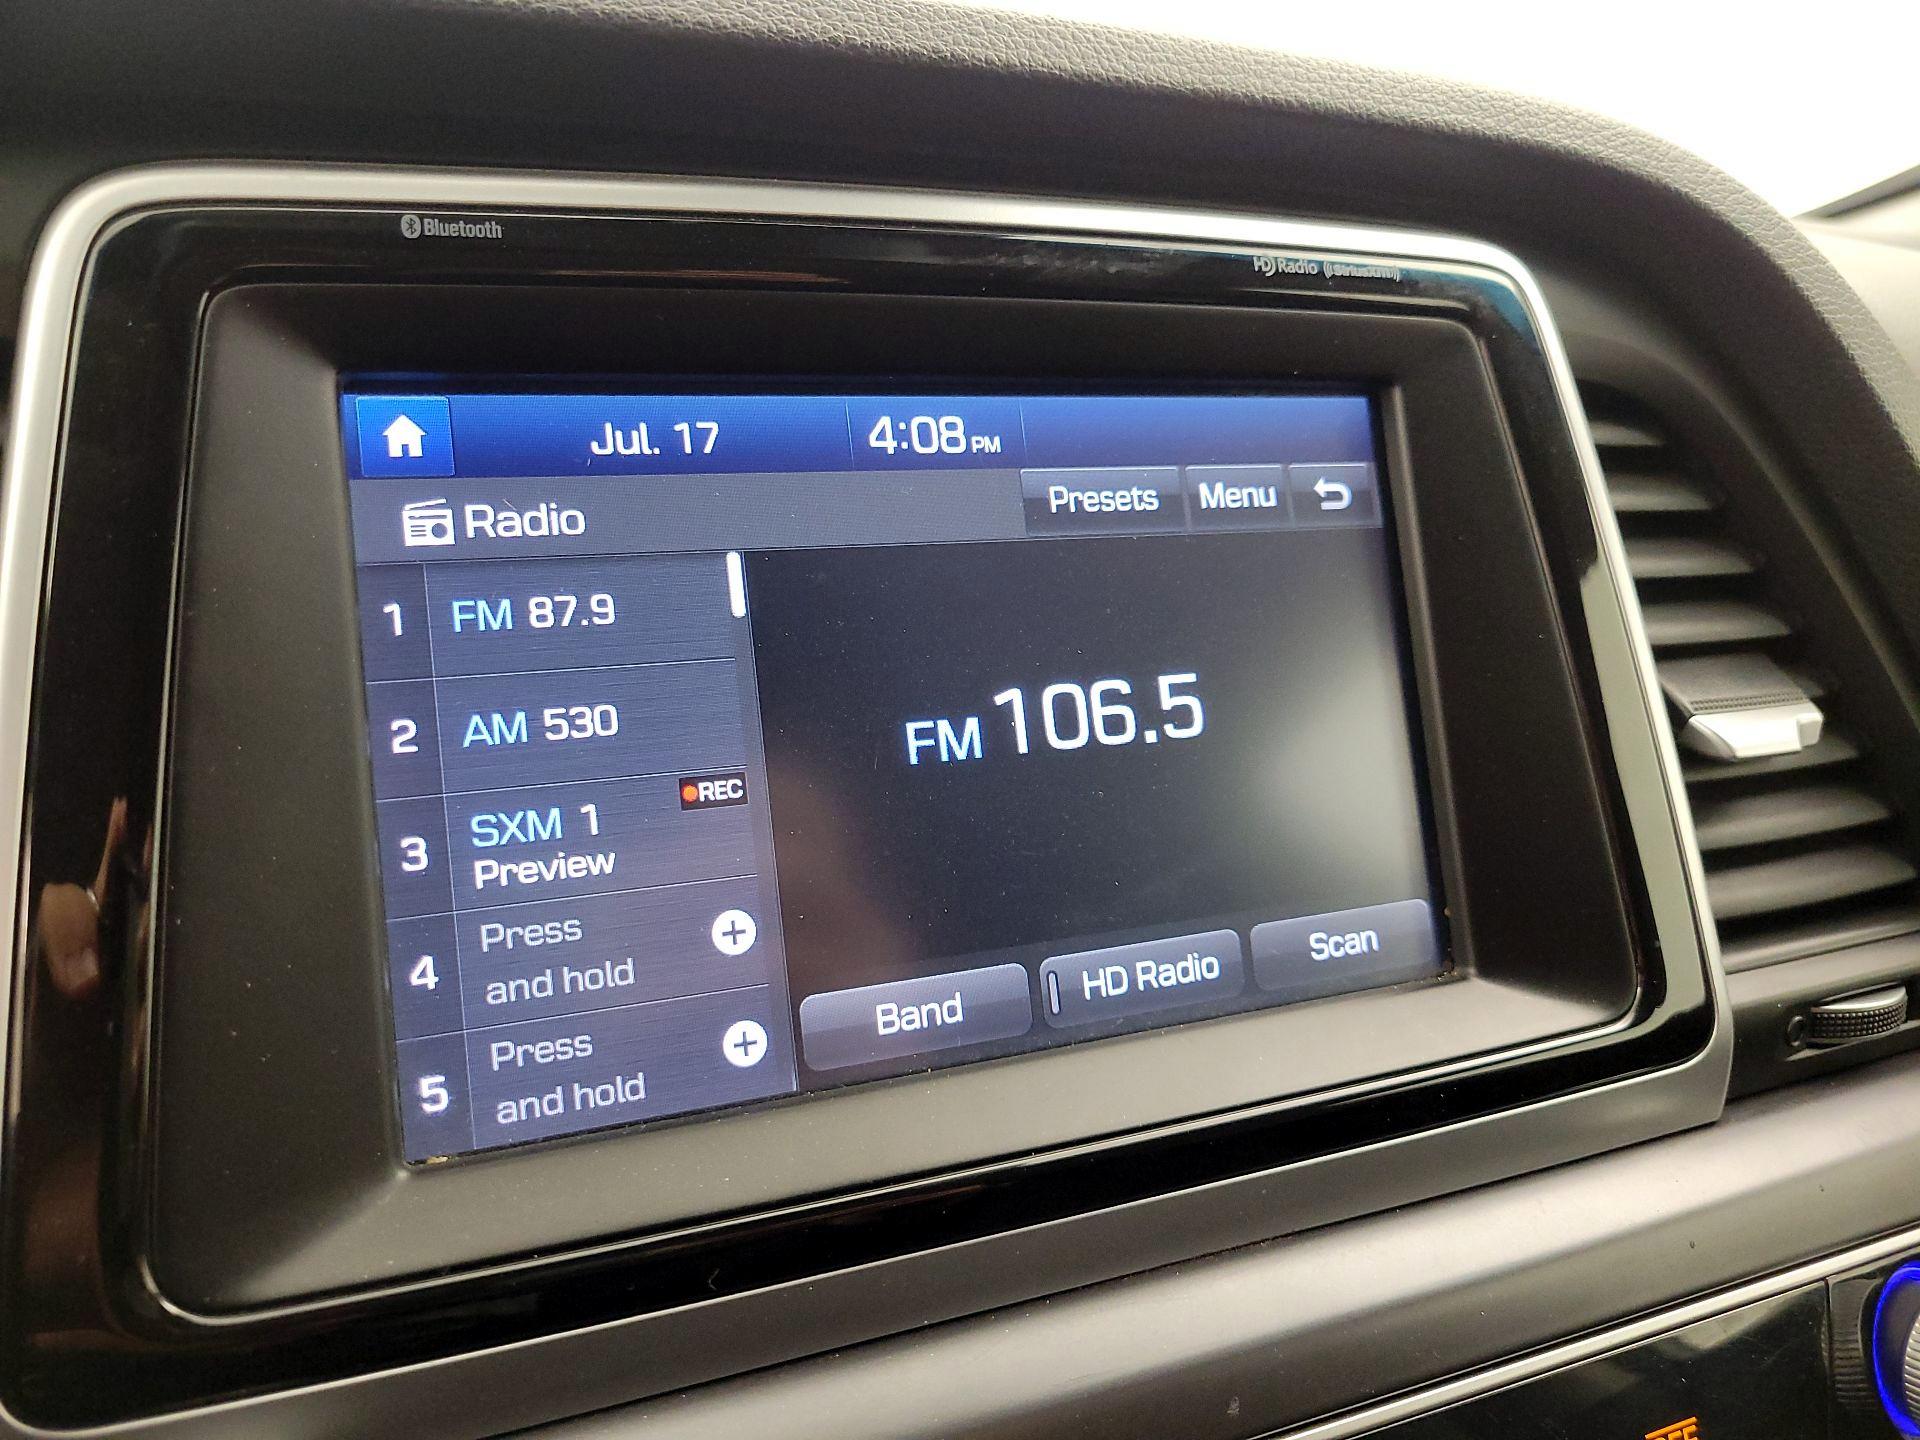 Bluetooth
HD Radio ((siriusxm))
Jul. 17
4:08 PM
Radio
Presets
Menu
1 FM 87.9
2 AM 530
REC
3 SXM 1
Preview
4 Press
and hold
5 Press
and hold
FM 106.5
Band
HD Radio
Scan